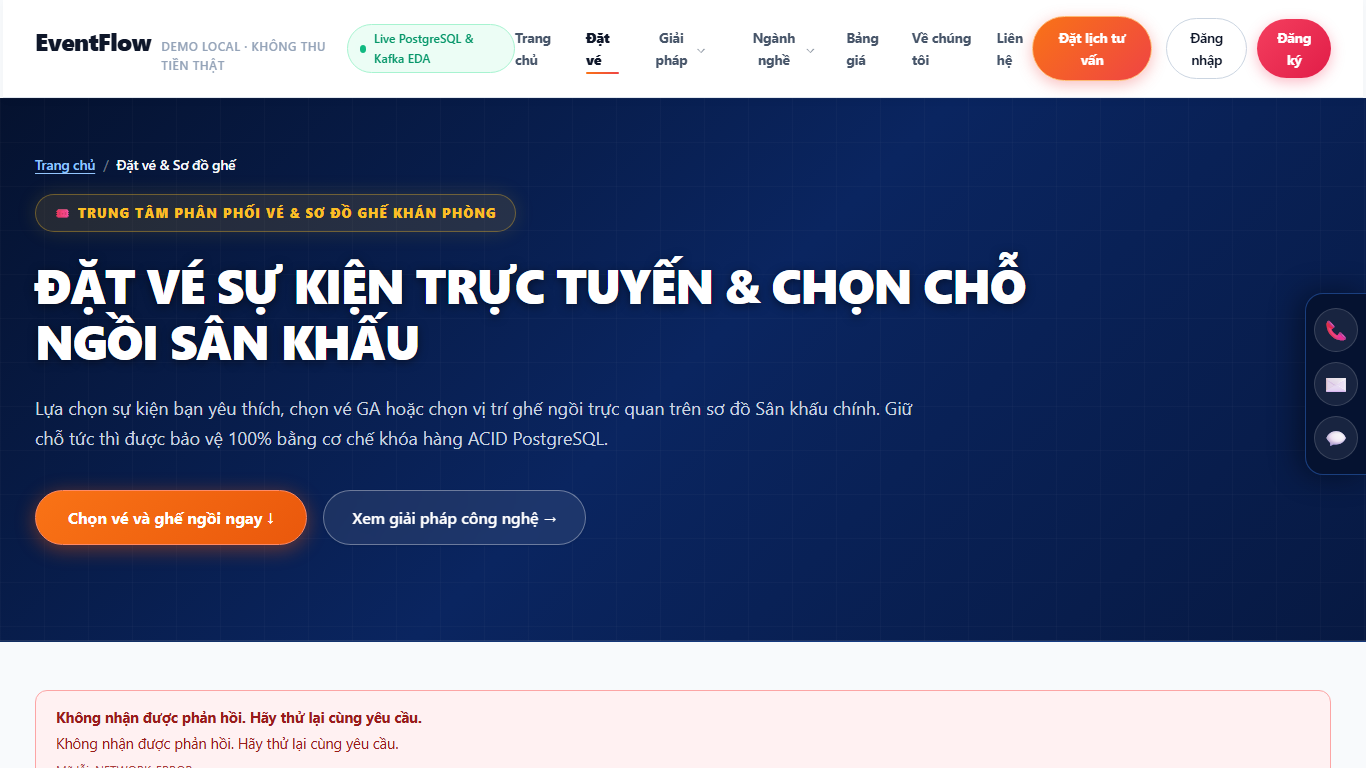 EventFlow
DEMO LOCAL · KHÔNG THU
TIỀN THẬT
Live PostgreSQL &
Kafka EDA
Trang
chủ
Đặt
vé
Giải
pháp
Ngành
nghề
Bảng
giá
Về chúng
tôi
Liên
hệ
Đặt lịch tư
vấn
Đăng
nhập
Đăng
ký
Trang chủ / Đặt vé & Sơ đồ ghế
TRUNG TÂM PHÂN PHỐI VÉ & SƠ ĐỒ GHẾ KHÁN PHÒNG
ĐẶT VÉ SỰ KIỆN TRỰC TUYẾN & CHỌN CHỖ
NGỒI SÂN KHẤU
Lựa chọn sự kiện bạn yêu thích, chọn vé GA hoặc chọn vị trí ghế ngồi trực quan trên sơ đồ Sân khấu chính. Giữ
chỗ tức thì được bảo vệ 100% bằng cơ chế khóa hàng ACID PostgreSQL.
Chọn vé và ghế ngồi ngay ↓
Xem giải pháp công nghệ →
Không nhận được phản hồi. Hãy thử lại cùng yêu cầu.
Không nhận được phản hồi. Hãy thử lại cùng yêu cầu.